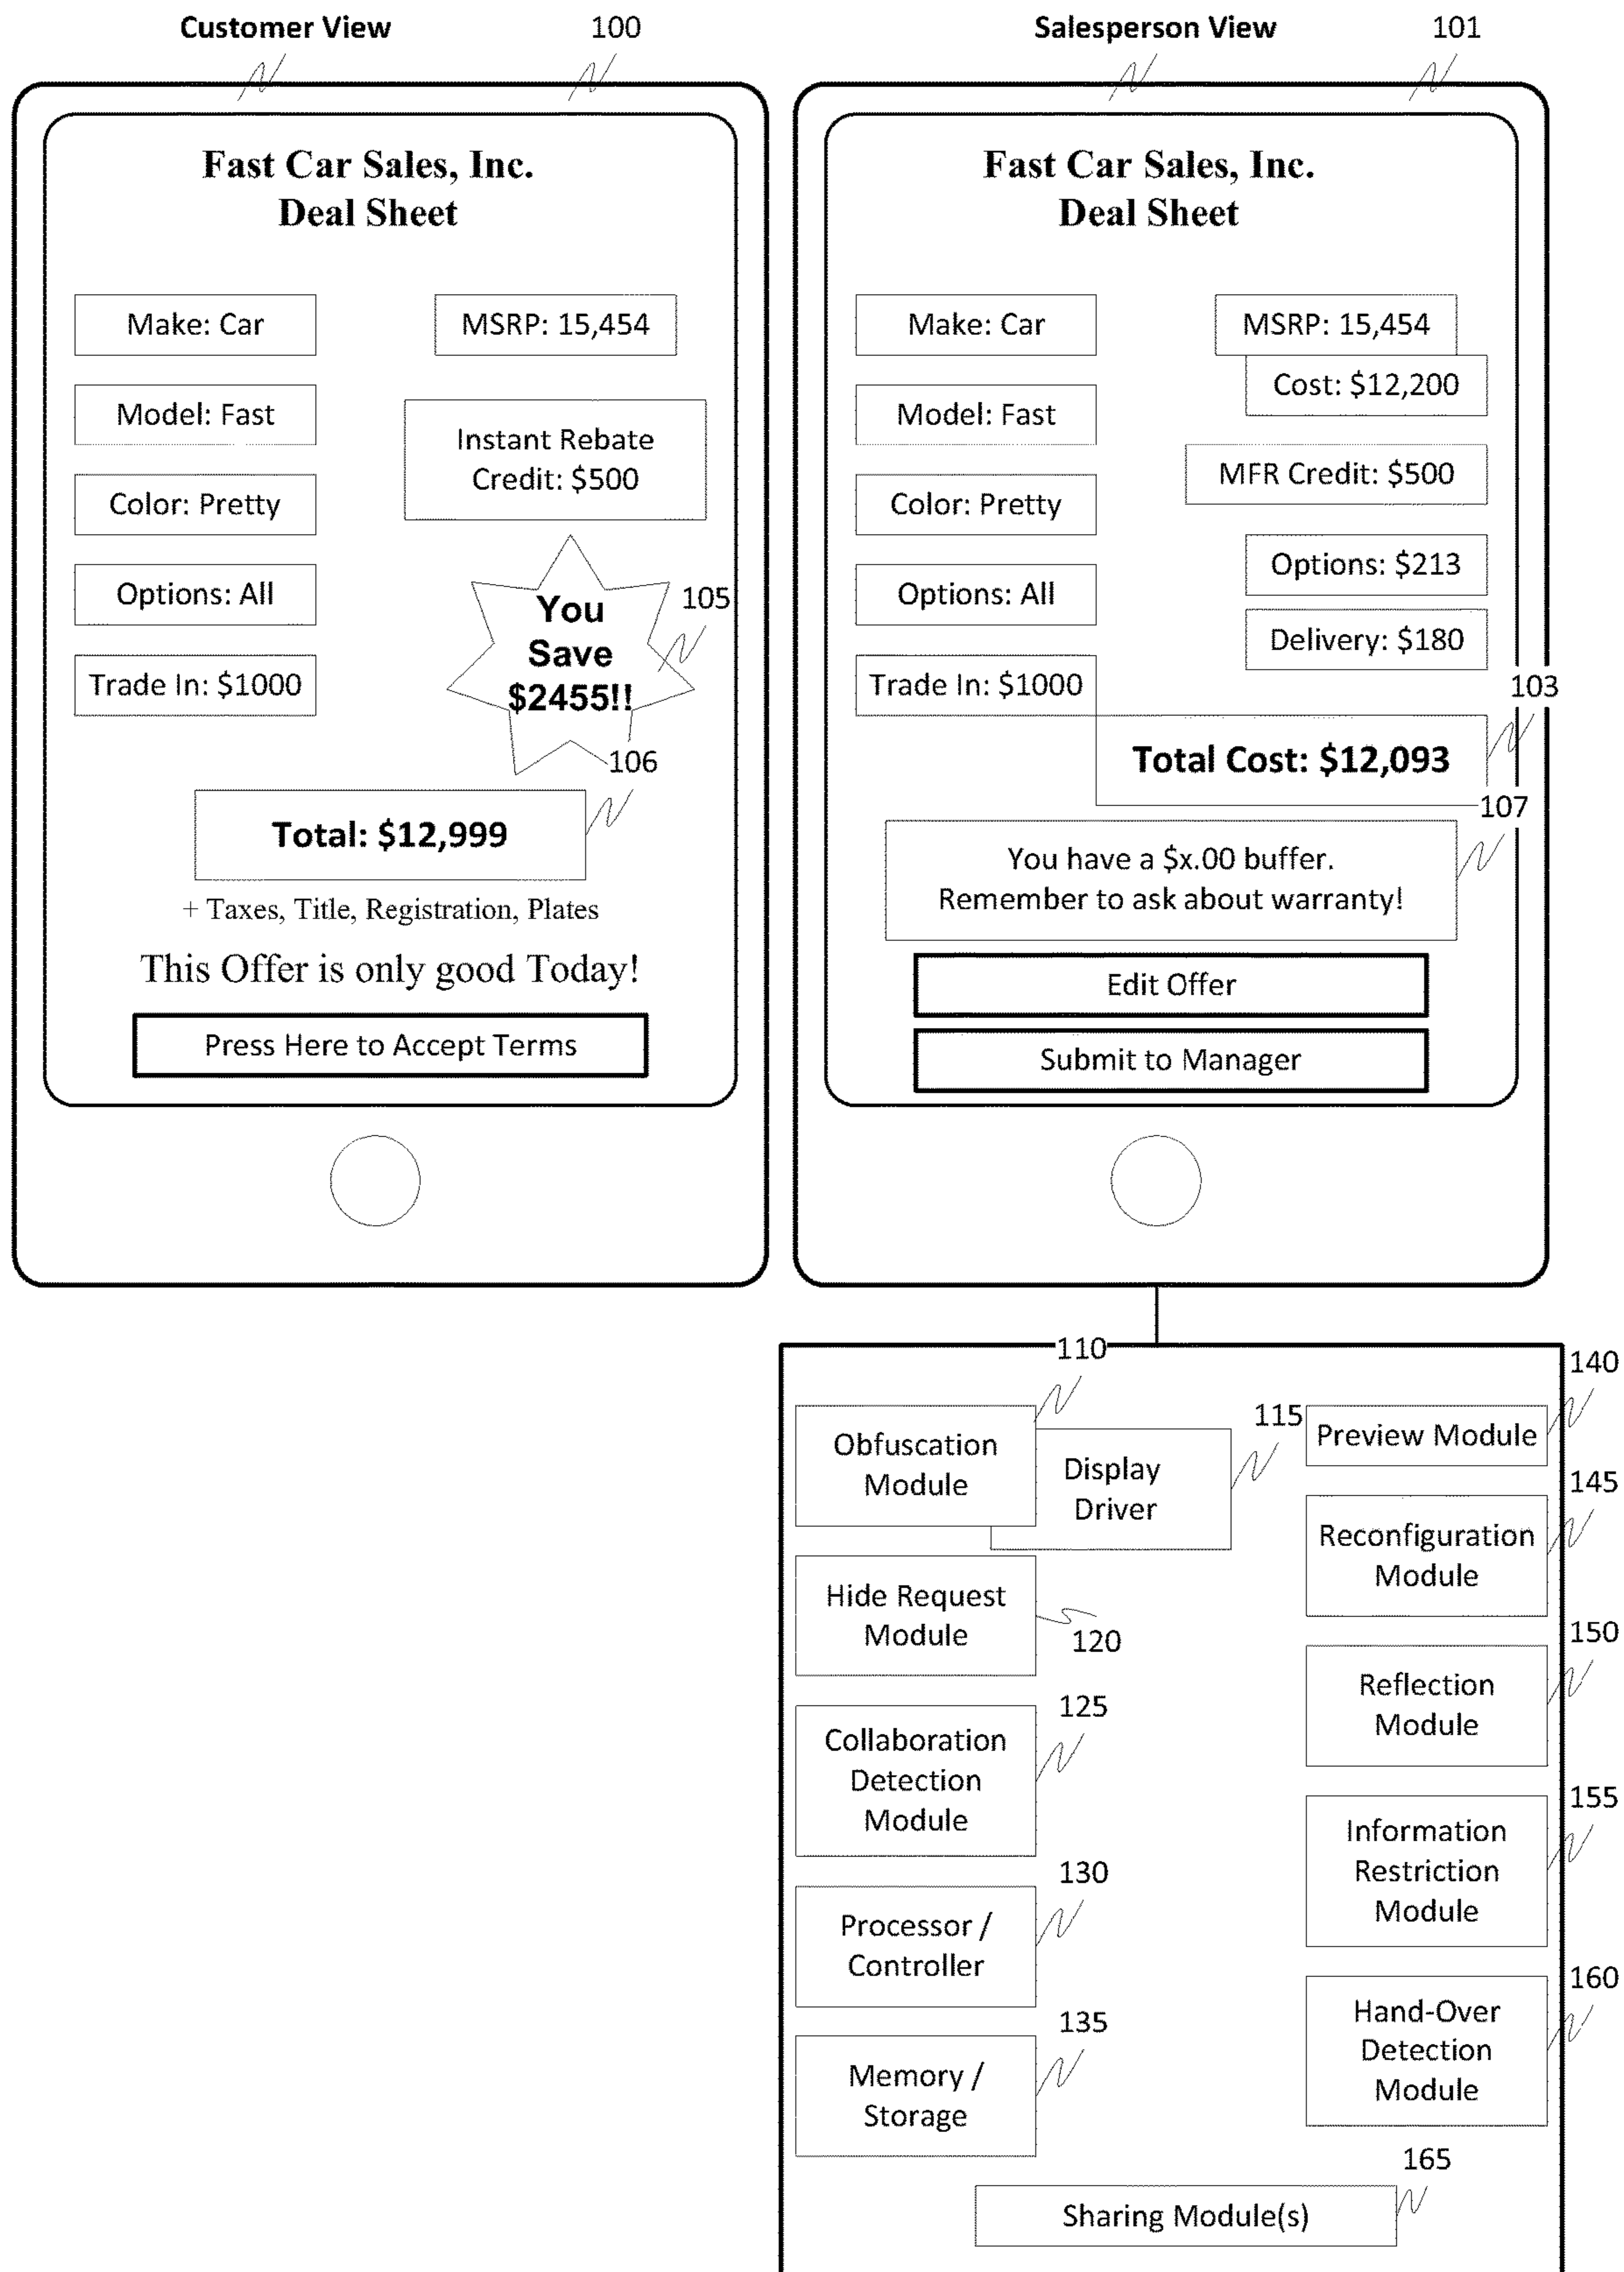 Customer View
100
Fast Car Sales, Inc.
Deal Sheet
Make: Car
MSRP: 15,454
Model: Fast
Instant Rebate
Credit: $500
Color: Pretty
Options: All
You
Save
$2455!!
105
Trade In: $1000
106
Total: $12,999
+ Taxes, Title, Registration, Plates
This Offer is only good Today!
Press Here to Accept Terms
Salesperson View
101
Fast Car Sales, Inc.
Deal Sheet
Make: Car
MSRP: 15,454
Cost: $12,200
Model: Fast
MFR Credit: $500
Color: Pretty
Options: $213
Options: All
Delivery: $180
Trade In: $1000
103
Total Cost: $12,093
107
You have a $x.00 buffer.
Remember to ask about warranty!
Edit Offer
Submit to Manager
110
Obfuscation
Module
115
Display
Driver
Hide Request
Module
120
125
Collaboration
Detection
Module
130
Processor /
Controller
135
Memory /
Storage
140
Preview Module
145
Reconfiguration
Module
150
Reflection
Module
155
Information
Restriction
Module
160
Hand-Over
Detection
Module
165
Sharing Module(s)